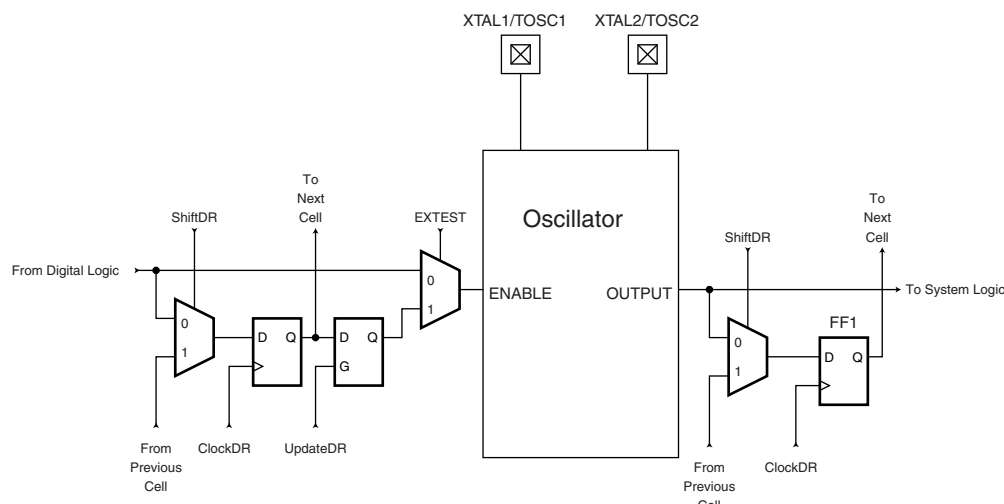 XTAL1/TOSC1
XTAL2/TOSC2
To
Next
Cell
ShiftDR
EXTEST
From Digital Logic
0
1
0
1
D Q
D Q
G
From
Previous
Cell
ClockDR
UpdateDR
Oscillator
ENABLE
OUTPUT
To
Next
Cell
ShiftDR
To System Logic
0
1
FF1
D Q
From
Previous
Cell
ClockDR